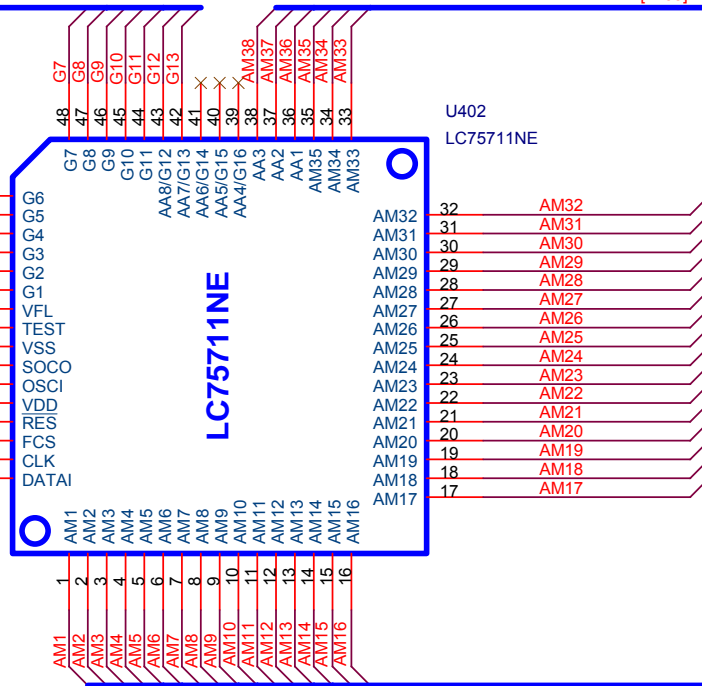 G7
G8
G9
G10
G11
G12
G13
AM38
AM37
AM36
AM35
AM34
AM33
48
47
46
45
44
43
42
41
40
39
38
37
36
35
34
33
U402
LC75711NE
G7
G8
G9
G10
G11
AA8/G12
AA7/G13
AA6/G14
AA5/G15
AA4/G16
AA3
AA2
AA1
AM35
AM34
AM33
G6
G5
G4
G3
G2
G1
VFL
TEST
VSS
SOCO
OSCI
VDD
RES
FCS
CLK
DATAI
LC75711NE
AM32 32 AM32
AM31 31 AM31
AM30 30 AM30
AM29 29 AM29
AM28 28 AM28
AM27 27 AM27
AM26 26 AM26
AM25 25 AM25
AM24 24 AM24
AM23 23 AM23
AM22 22 AM22
AM21 21 AM21
AM20 20 AM20
AM19 19 AM19
AM18 18 AM18
AM17 17 AM17
AM1
AM2
AM3
AM4
AM5
AM6
AM7
AM8
AM9
AM10
AM11
AM12
AM13
AM14
AM15
AM16
1
2
3
4
5
6
7
8
9
10
11
12
13
14
15
16
AM1
AM2
AM3
AM4
AM5
AM6
AM7
AM8
AM9
AM10
AM11
AM12
AM13
AM14
AM15
AM16